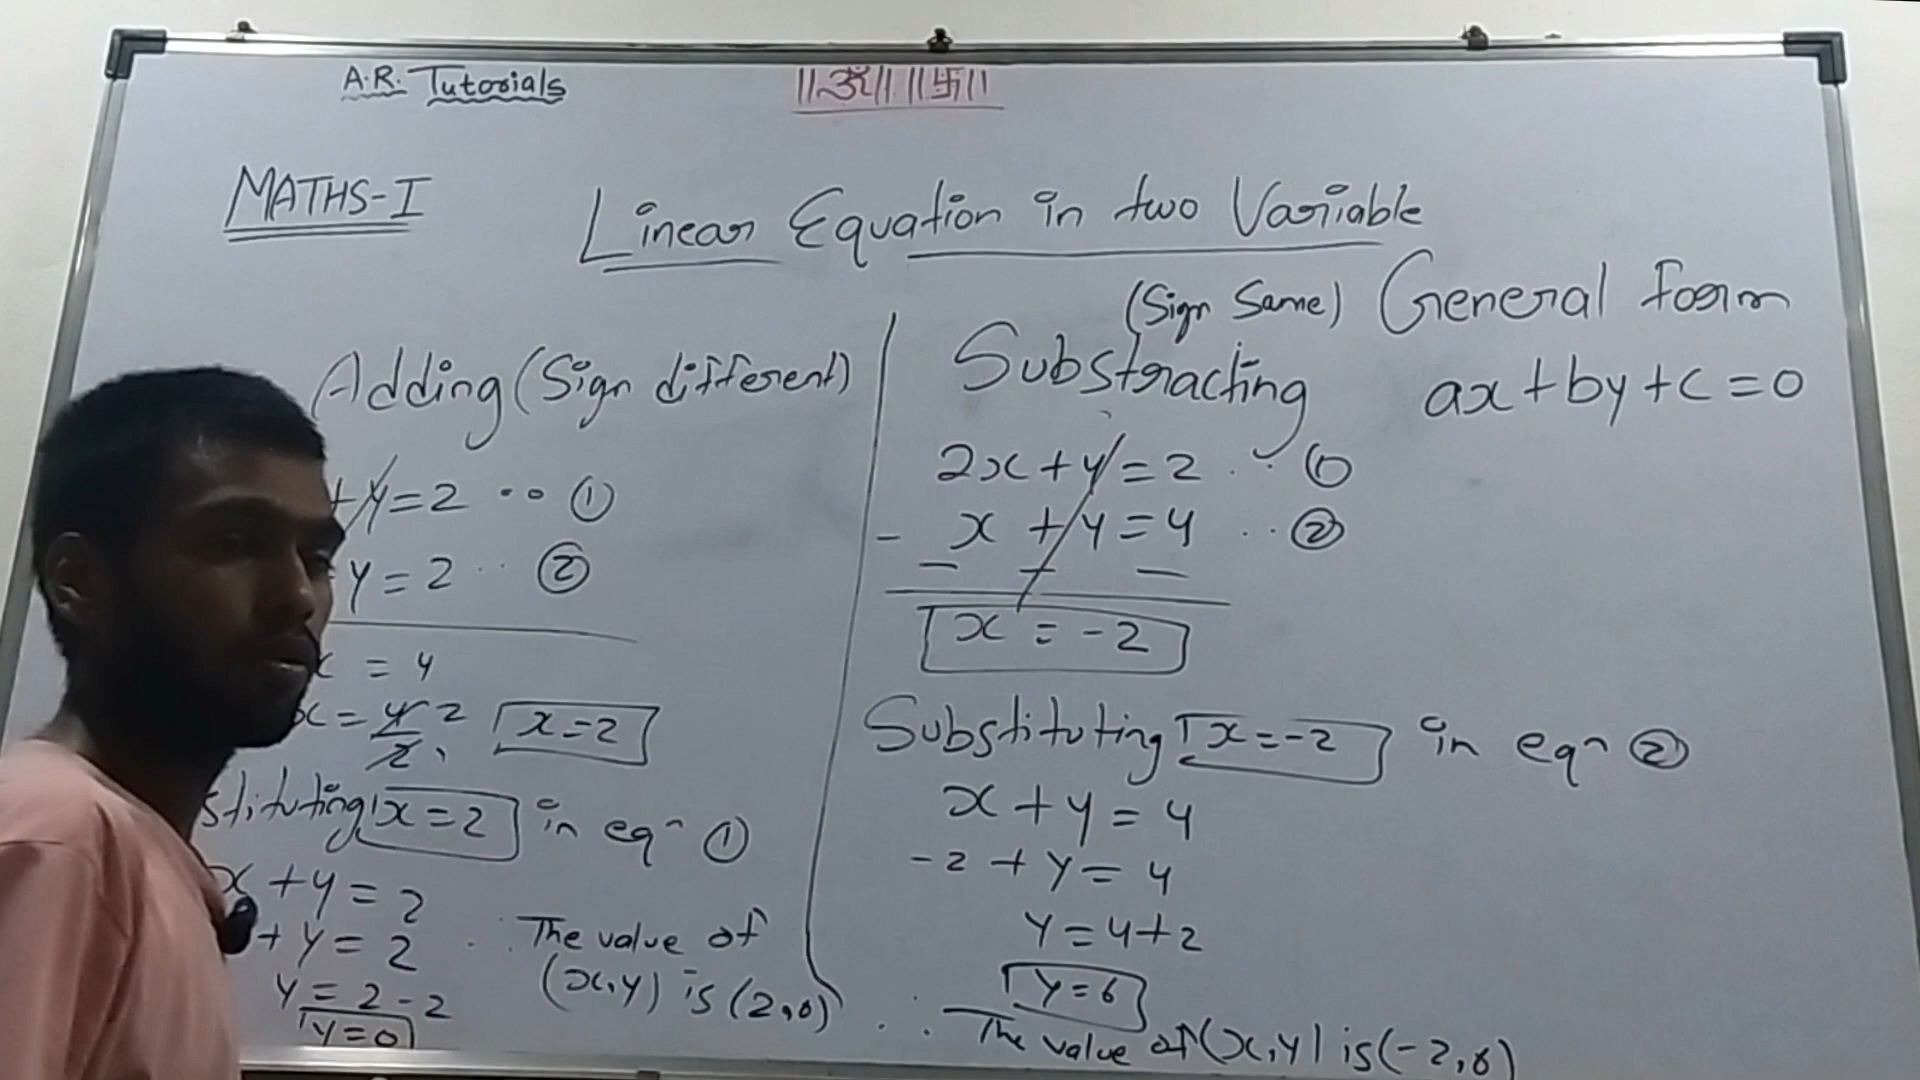 A.R. Tutorials
||ॐ|| ||卐||
MATHS-I
Linear Equation in two Variable
Adding (Sign different)
+y=2 .. ①
y=2 .. ②
x = 4
x = 4 2
2
x=2
stituting x=2 in eqn ①
x+y=2
+y=2
y=2-2
y=0
∴ The value of
(x,y) is (2,0)
(Sign Same)
Substracting
2x+y=2 .. ①
- x +y=4 .. ②
- - -
x = -2
Substituting x=-2 in eqn ②
x+y=4
-2+y=4
y=4+2
y=6
∴ The value of (x,y) is (-2,6)
General form
ax+by+c=0